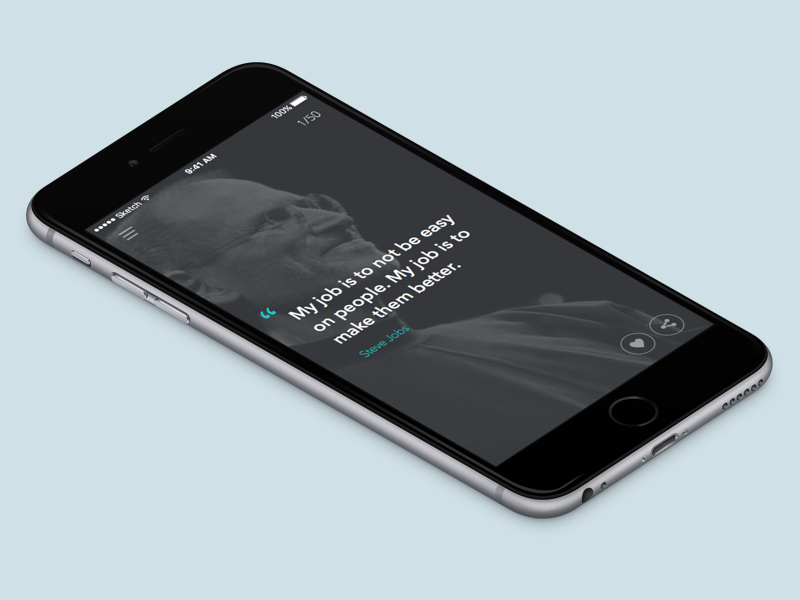 Sketch 9:41 AM 100%
1/50
“ My job is to not be easy
on people. My job is to
make them better.
Steve Jobs